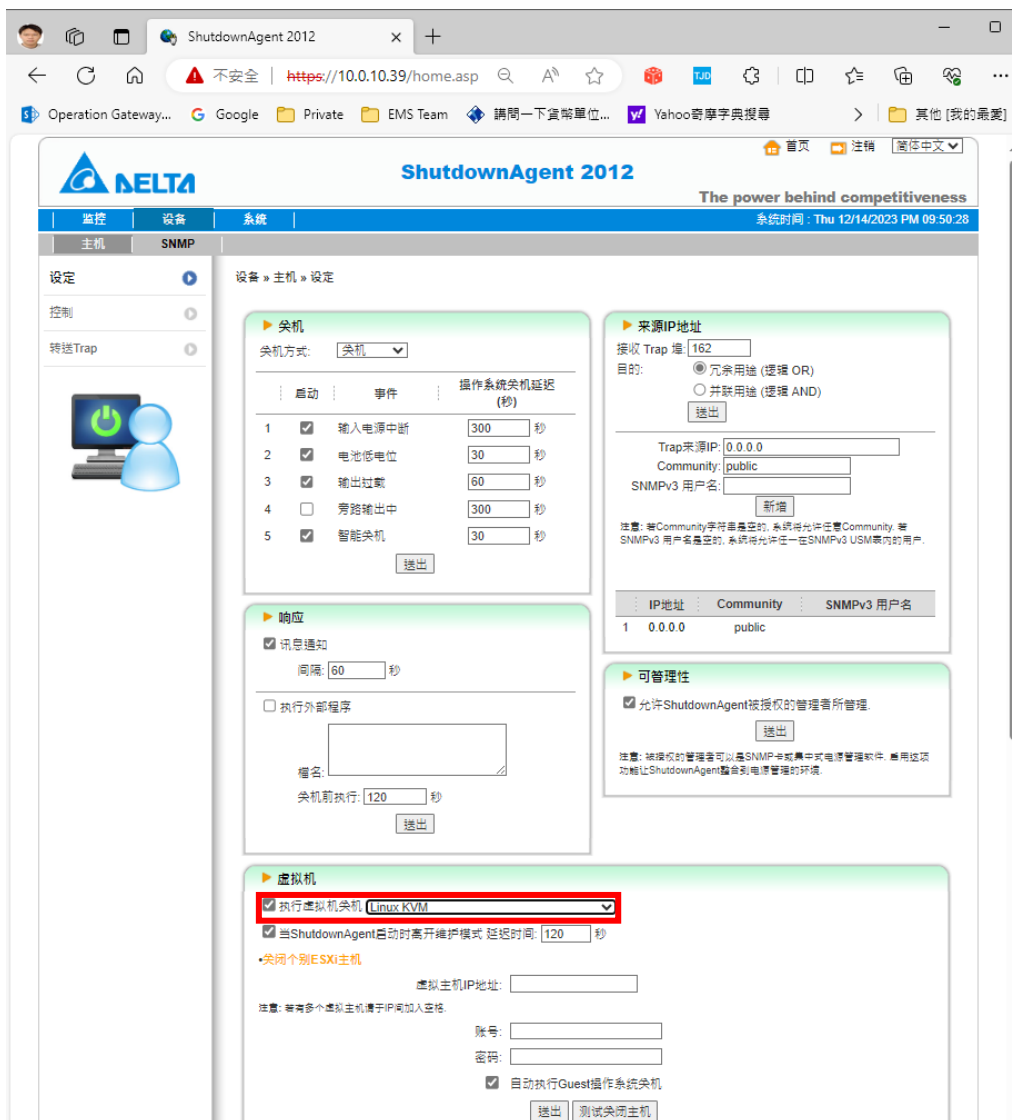 ShutdownAgent 2012
不安全 | https://10.0.10.39/home.asp
Operation Gateway... Google Private EMS Team 請問一下貨幣單位... Yahoo奇摩字典搜尋 其他 [我的最愛]
首页 注销 简体中文
DELTA
ShutdownAgent 2012
The power behind competitiveness
监控 设备 系統 系统时间 : Thu 12/14/2023 PM 09:50:28
主机 SNMP
设定
控制
转送Trap
设备 » 主机 » 设定
关机
关机方式: 关机
启动 事件 操作系统关机延迟
(秒)
1 输入电源中断 300 秒
2 电池低电位 30 秒
3 输出过载 60 秒
4 旁路输出中 300 秒
5 智能关机 30 秒
送出
响应
讯息通知
间隔: 60 秒
执行外部程序
檔名:
关机前执行: 120 秒
送出
来源IP地址
接收 Trap 埠: 162
目的: 冗余用途 (逻辑 OR)
并联用途 (逻辑 AND)
送出
Trap来源IP: 0.0.0.0
Community: public
SNMPv3 用户名:
新增
注意: 若Community字符串是空的, 系统将允许任意Community. 若
SNMPv3 用户名是空的, 系统将允许任一在SNMPv3 USM表内的用户.
IP地址 Community SNMPv3 用户名
1 0.0.0.0 public
可管理性
允许ShutdownAgent被授权的管理者所管理.
送出
注意: 被授权的管理者可以是SNMP卡或集中式电源管理软件. 启用这项
功能让ShutdownAgent整合到电源管理的环境.
虚拟机
执行虚拟机关机 Linux KVM
当ShutdownAgent启动时离开维护模式 延迟时间: 120 秒
•关闭个别ESXi主机
虚拟主机IP地址:
注意: 若有多个虚拟主机请于IP间加入空格.
账号:
密码:
自动执行Guest操作系统关机
送出 测试关闭主机